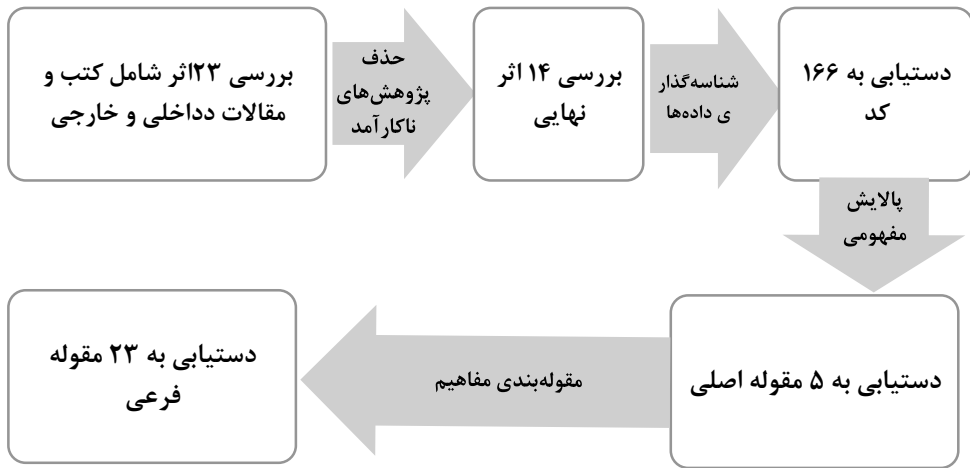 بررسی ۲۳اثر شامل کتب و
مقالات دداخلی و خارجی
حذف
پژوهش‌های
ناکارآمد
بررسی ۱۴ اثر
نهایی
شناسه‌گذار
ی داده‌ها
دستیابی به ۱۶۶
کد
پالایش
مفهومی
دستیابی به ۵ مقوله اصلی
مقوله‌بندی مفاهیم
دستیابی به ۲۳ مقوله
فرعی